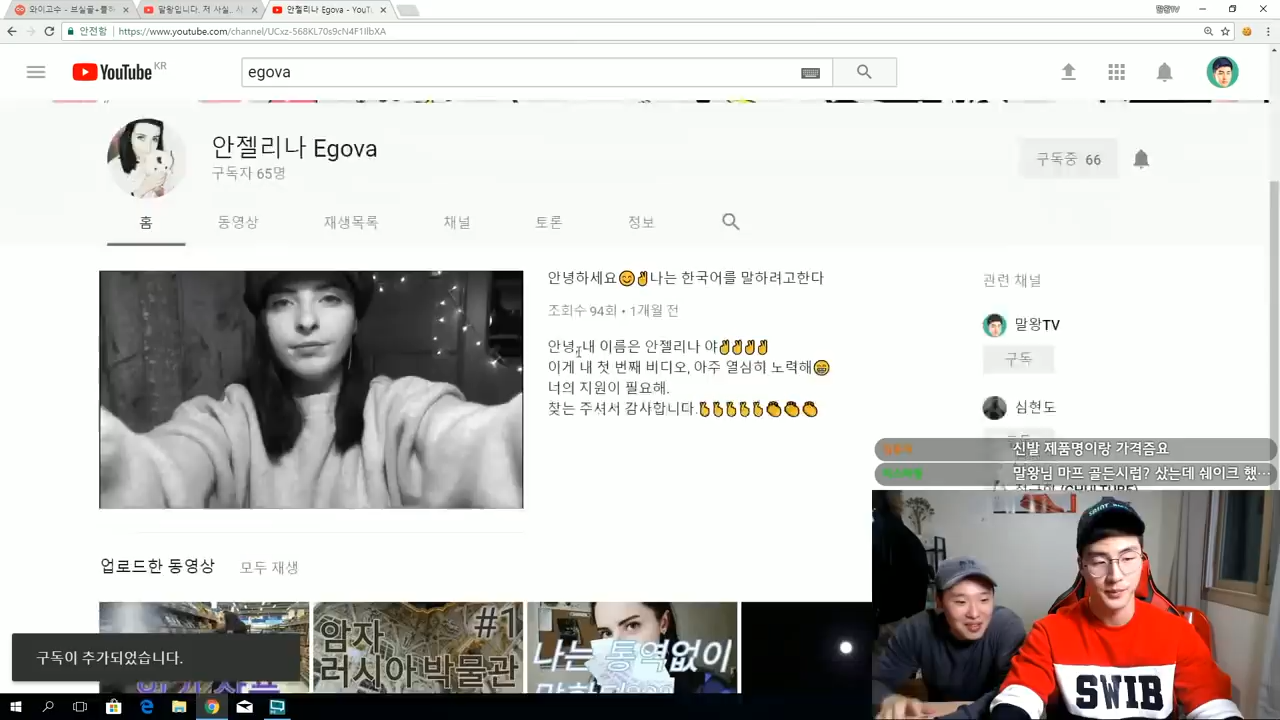 와이고수 - 브실골-플래
말왕입니다. 저 사실.. 시
안젤리나 Egova - YouTu
말왕TV
안전함
https://www.youtube.com/channel/UCxz-568KL70s9cN4F1IlbXA
YouTube KR
egova
안젤리나 Egova
구독자 65명
구독중 66
홈 동영상 재생목록 채널 토론 정보
안녕하세요😊✌나는 한국어를 말하려고한다
조회수 94회 • 1개월 전
안녕,내 이름은 안젤리나 야✌✌✌✌
이게 내 첫 번째 비디오, 아주 열심히 노력해😁
너의 지원이 필요해.
찾는 주셔서 감사합니다.
관련 채널
말왕TV
구독
심현도
신발 제품명이랑 가격좀요
말왕님 마프 골든시럽? 샀는데 쉐이크 했…
업로드한 동영상 모두 재생
#1
암자
러시아박물관
나는 통역없이
구독이 추가되었습니다.
SWIB